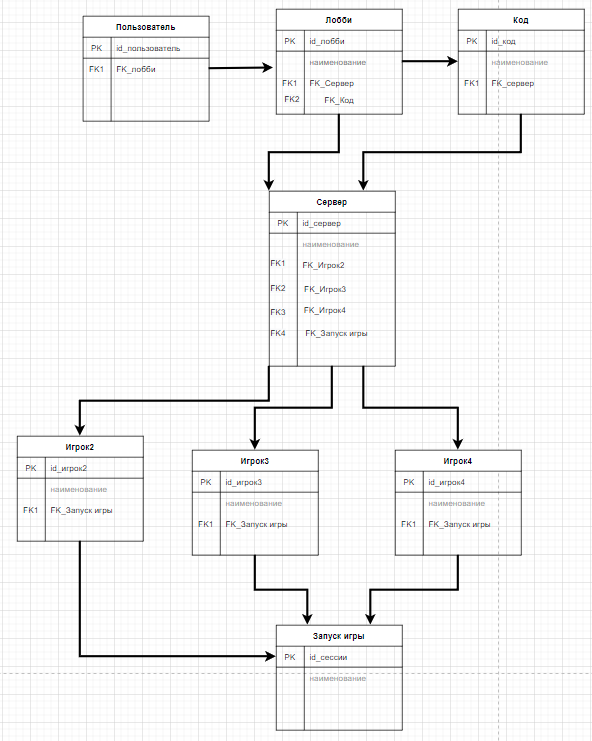 Пользователь
PK id_пользователь
FK1 FK_лобби
Лобби
PK id_лобби
наименование
FK1 FK_Сервер
FK2 FK_Код
Код
PK id_код
наименование
FK1 FK_сервер
Сервер
PK id_сервер
наименование
FK1 FK_Игрок2
FK2 FK_Игрок3
FK3 FK_Игрок4
FK4 FK_Запуск игры
Игрок2
PK id_игрок2
наименование
FK1 FK_Запуск игры
Игрок3
PK id_игрок3
наименование
FK1 FK_Запуск игры
Игрок4
PK id_игрок4
наименование
FK1 FK_Запуск игры
Запуск игры
PK id_сессии
наименование